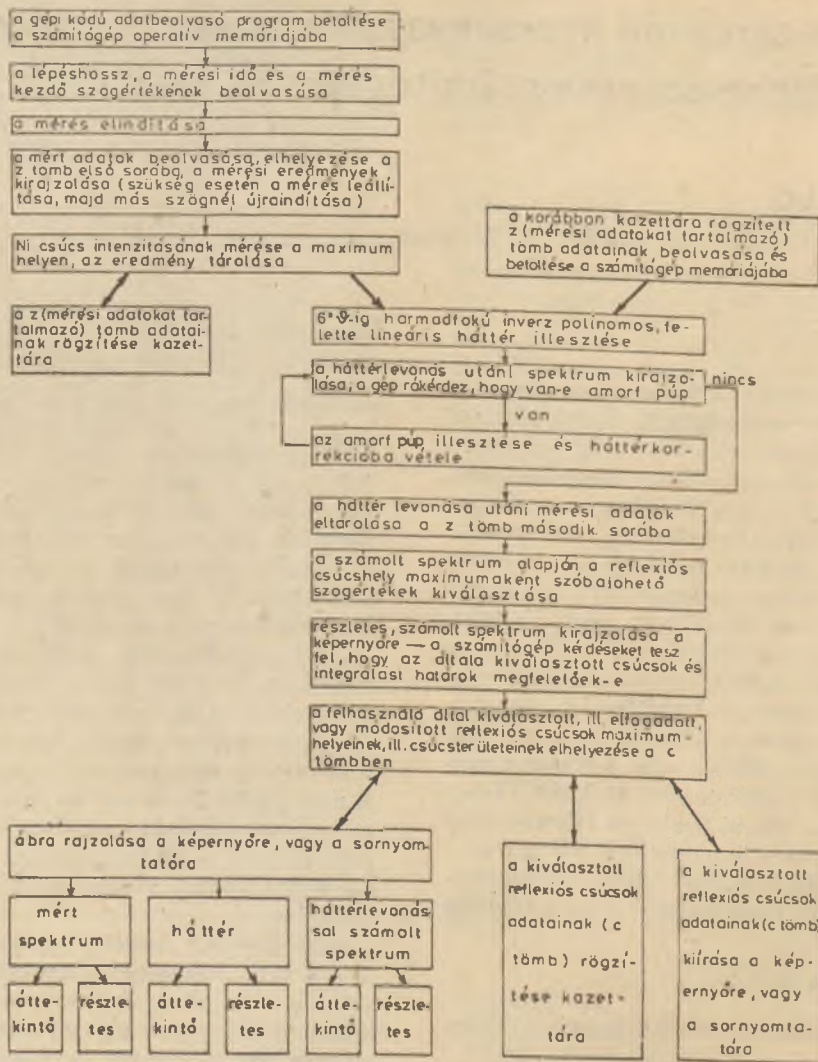 a gépi kódú adatbeolvasó program betöltése
a számítógép operatív memóriájába
a lépéshossz, a mérési idő és a mérés
kezdő szögértékének beolvasása
a mérés elindítása
a mért adatok beolvasása, elhelyezése a
z tömb első sorába, a mérési eredmények
kirajzolása (szükség esetén a mérés leállí-
tása, majd más szögnél újraindítása)
Ni csúcs intenzitásának mérése a maximum
helyen, az eredmény tárolása
a korábban kazettára rögzített
z (mérési adatokat tartalmazó)
tömb adatainak, beolvasása és
betöltése a számítógép memóriájába
a z (mérési adatokat tar-
talmazó) tömb adatai-
nak rögzítése kazet-
tára
6°ϑ-ig harmadfokú inverz polinomos, fe-
lette lineáris háttér illesztése
a háttérlevonás utáni spektrum kirajzo-
lása, a gép rákérdez, hogy van-e amorf púp
nincs
van
az amorf púp illesztése és háttérkor-
rekcióba vétele
a háttér levonása utáni mérési adatok
eltárolása a z tömb második sorába
a számolt spektrum alapján a reflexiós
csúcshely maximumaként szóbajöhető
szögértékek kiválasztása
részletes, számolt spektrum kirajzolása a
képernyőre — a számítógép kérdéseket tesz
fel, hogy az általa kiválasztott csúcsok és
integrálási határok megfelelőek-e
a felhasználó által kiválasztott, ill. elfogadott,
vagy módosított reflexiós csúcsok maximum-
helyeinek, ill. csúcsterületeinek elhelyezése a c
tömbben
ábra rajzolása a képernyőre, vagy a sornyom-
tatóra
mért
spektrum
háttér
háttérlevonás-
sal számolt
spektrum
átte-
kintő
részle-
tes
átte-
kintő
részle-
tes
átte-
kintő
részle-
tes
a kiválasztott
reflexiós csúcsok
adatainak (c
tömb) rögzí-
tése kazet-
tára
a kiválasztott
reflexiós csúcsok
adatainak (c tömb)
kiírása a kép-
ernyőre, vagy
a sornyomta-
tóra